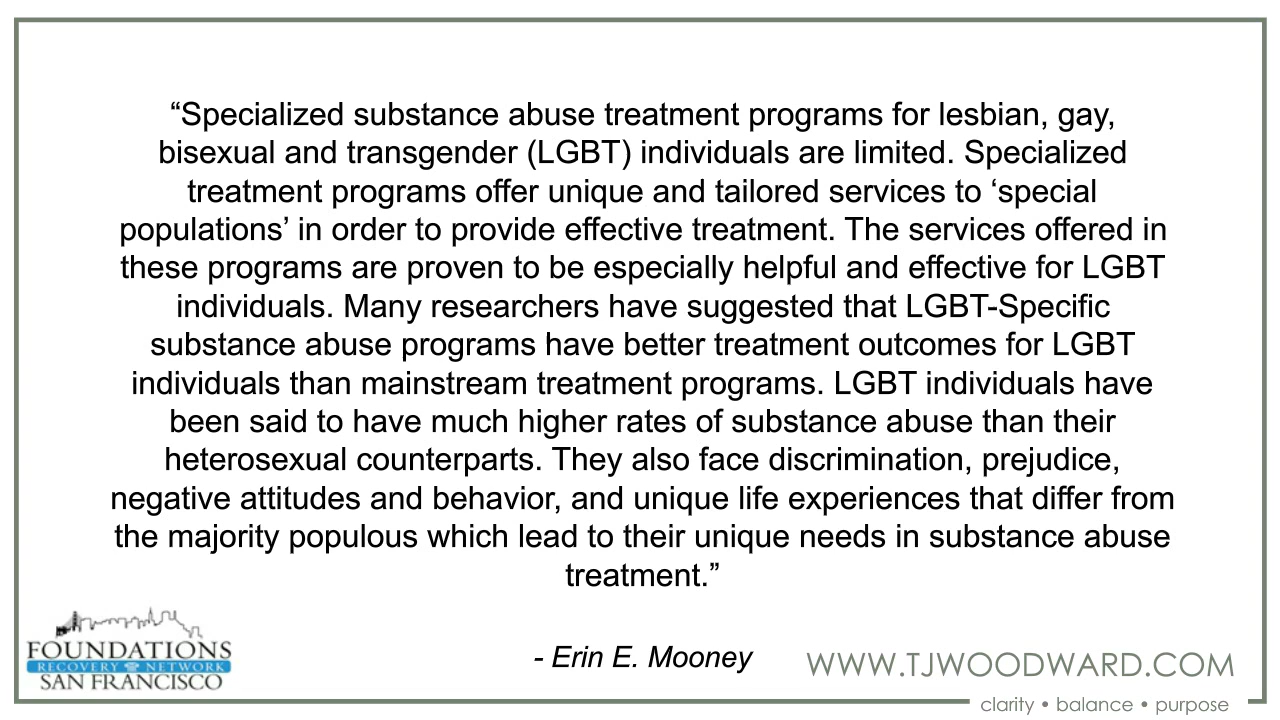 “Specialized substance abuse treatment programs for lesbian, gay,
bisexual and transgender (LGBT) individuals are limited. Specialized
treatment programs offer unique and tailored services to ‘special
populations’ in order to provide effective treatment. The services offered in
these programs are proven to be especially helpful and effective for LGBT
individuals. Many researchers have suggested that LGBT-Specific
substance abuse programs have better treatment outcomes for LGBT
individuals than mainstream treatment programs. LGBT individuals have
been said to have much higher rates of substance abuse than their
heterosexual counterparts. They also face discrimination, prejudice,
negative attitudes and behavior, and unique life experiences that differ from
the majority populous which lead to their unique needs in substance abuse
treatment.”
- Erin E. Mooney
FOUNDATIONS
RECOVERY NETWORK
SAN FRANCISCO
WWW.TJWOODWARD.COM
clarity • balance • purpose